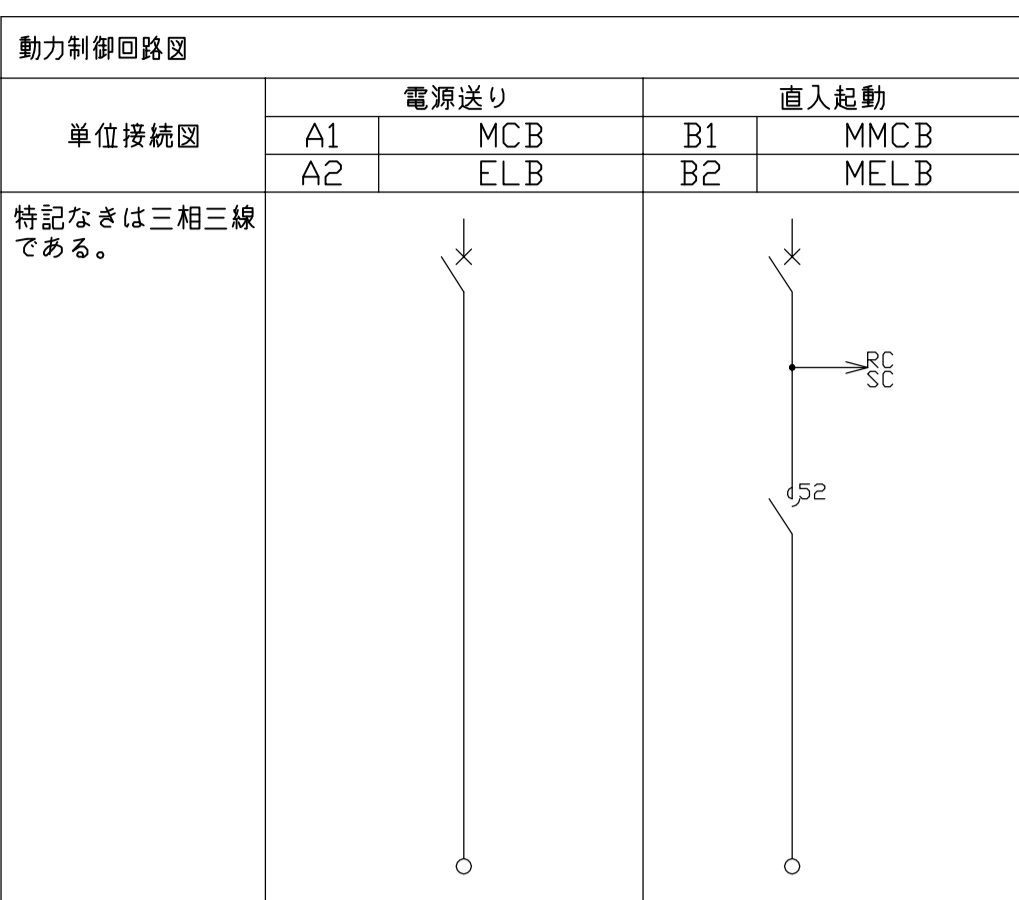 動力制御回路図
単位接続図
電源送り
直入起動
A1
MCB
B1
MMCB
A2
ELB
B2
MELB
特記なきは三相三線
である。
RC
SC
52